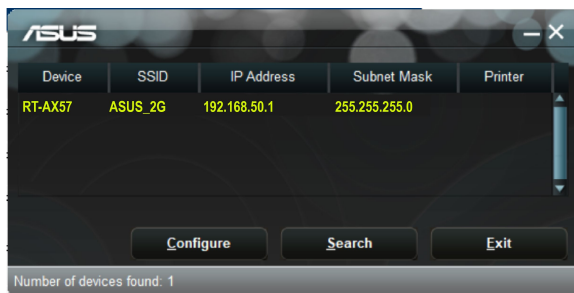 ASUS
Device SSID IP Address Subnet Mask Printer
RT-AX57 ASUS_2G 192.168.50.1 255.255.255.0
Configure Search Exit
Number of devices found: 1